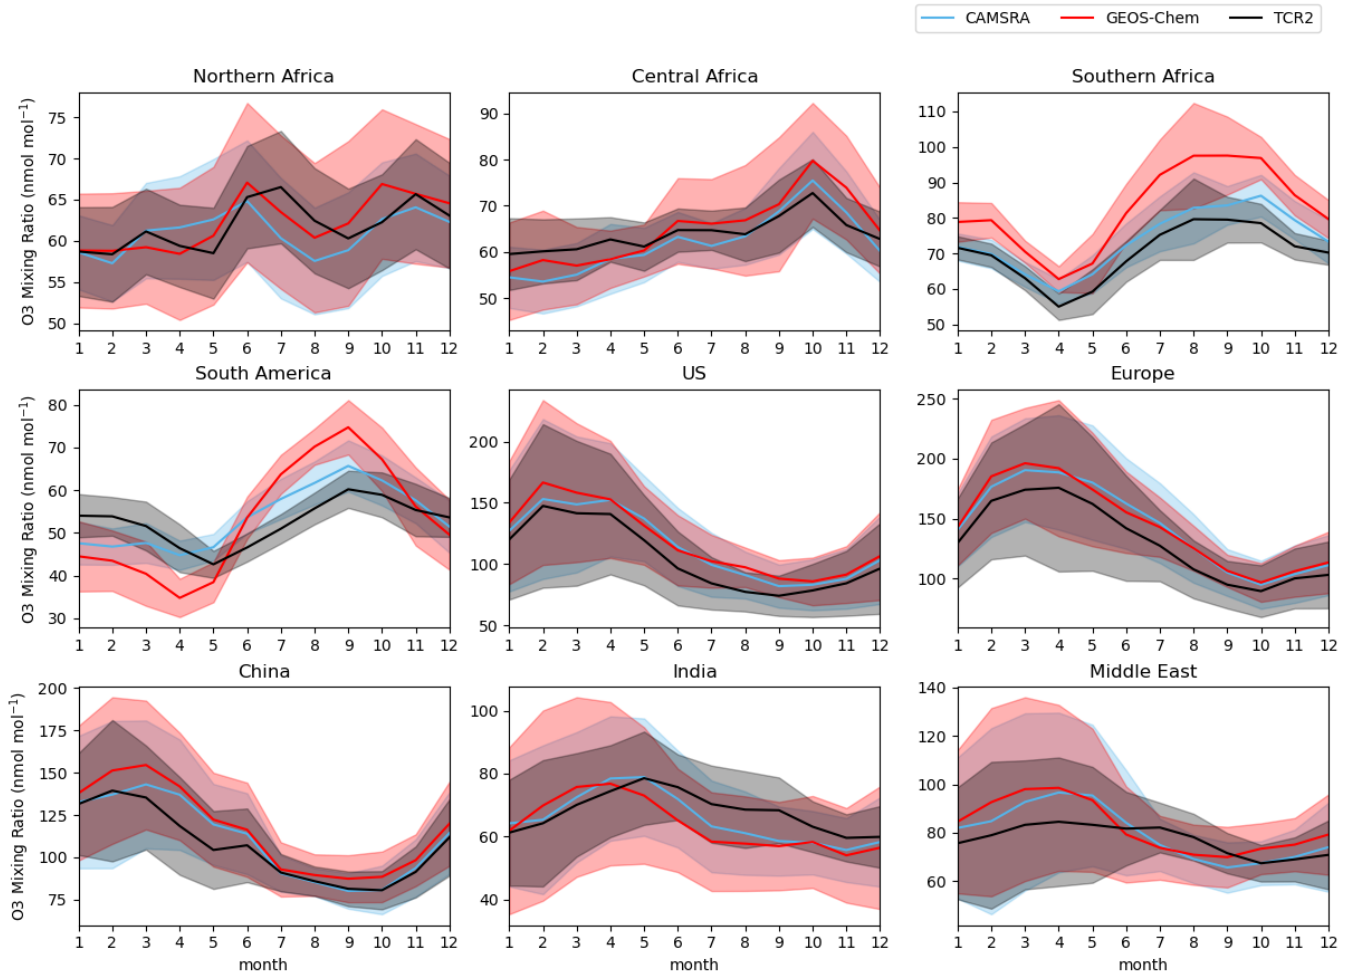 CAMSRA GEOS-Chem TCR2
Northern Africa Central Africa Southern Africa
O3 Mixing Ratio (nmol mol⁻¹)
75
70
65
60
55
50
1 2 3 4 5 6 7 8 9 10 11 12
90
80
70
60
50
1 2 3 4 5 6 7 8 9 10 11 12
110
100
90
80
70
60
50
1 2 3 4 5 6 7 8 9 10 11 12
South America US Europe
O3 Mixing Ratio (nmol mol⁻¹)
80
70
60
50
40
30
1 2 3 4 5 6 7 8 9 10 11 12
200
150
100
50
1 2 3 4 5 6 7 8 9 10 11 12
250
200
150
100
1 2 3 4 5 6 7 8 9 10 11 12
China India Middle East
O3 Mixing Ratio (nmol mol⁻¹)
200
175
150
125
100
75
1 2 3 4 5 6 7 8 9 10 11 12
month
100
80
60
40
1 2 3 4 5 6 7 8 9 10 11 12
month
140
120
100
80
60
1 2 3 4 5 6 7 8 9 10 11 12
month